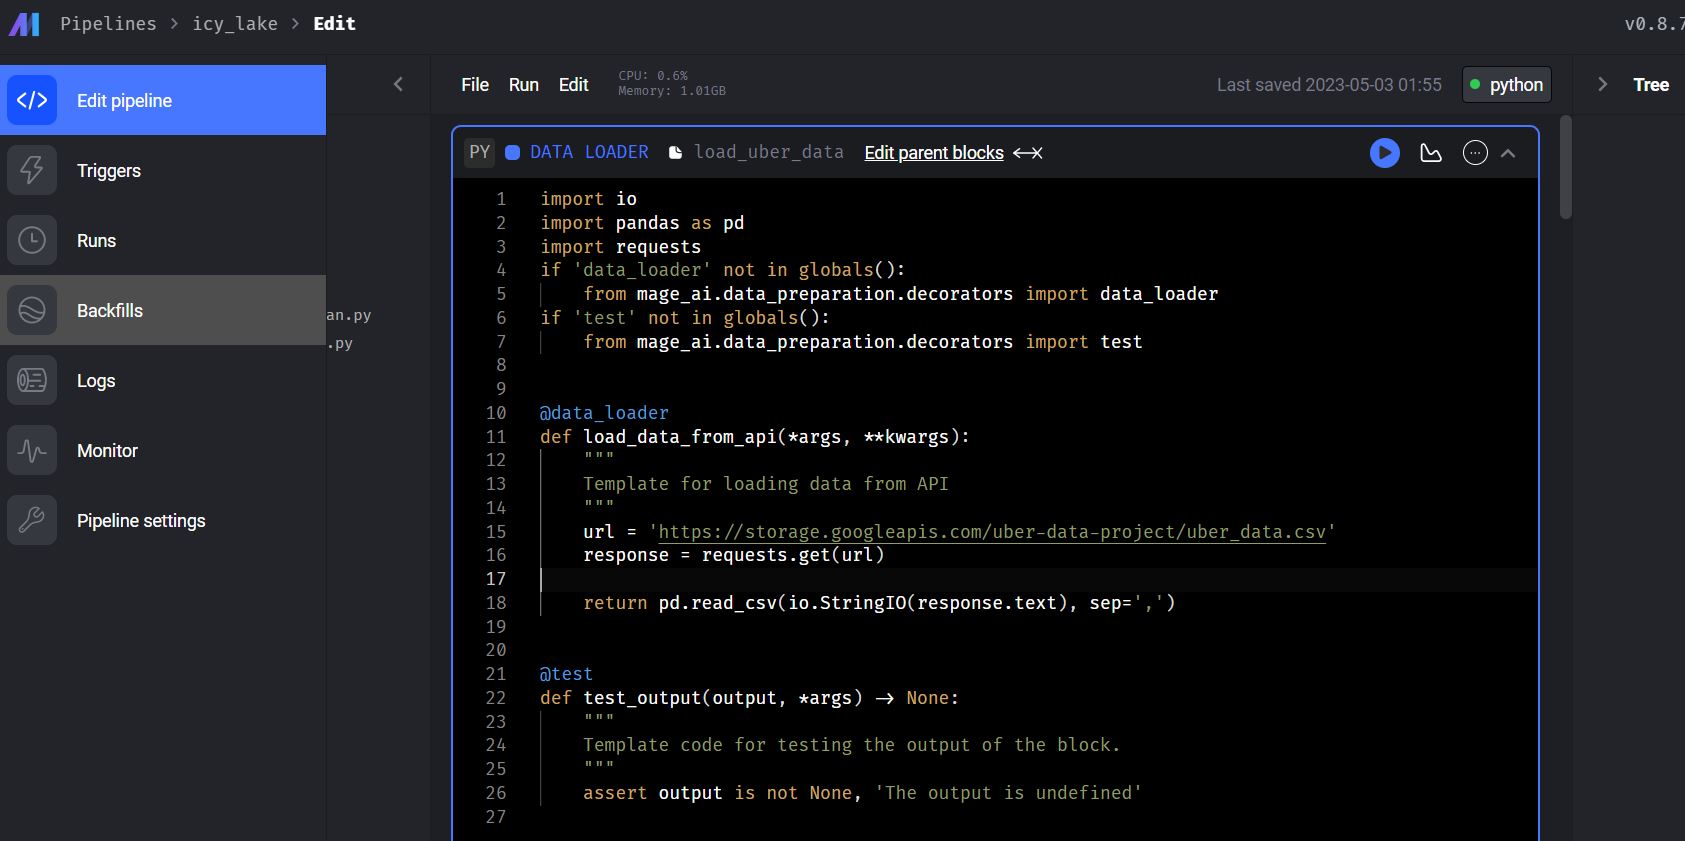 Pipelines > icy_lake > Edit
v0.8.7
Edit pipeline
Triggers
Runs
Backfills
Logs
Monitor
Pipeline settings
an.py
.py
File Run Edit
CPU: 0.6%
Memory: 1.01GB
Last saved 2023-05-03 01:55
python
Tree
PY DATA LOADER load_uber_data Edit parent blocks
1 import io
2 import pandas as pd
3 import requests
4 if 'data_loader' not in globals():
5 from mage_ai.data_preparation.decorators import data_loader
6 if 'test' not in globals():
7 from mage_ai.data_preparation.decorators import test
8
9
10 @data_loader
11 def load_data_from_api(*args, **kwargs):
12 """
13 Template for loading data from API
14 """
15 url = 'https://storage.googleapis.com/uber-data-project/uber_data.csv'
16 response = requests.get(url)
17
18 return pd.read_csv(io.StringIO(response.text), sep=',')
19
20
21 @test
22 def test_output(output, *args) -> None:
23 """
24 Template code for testing the output of the block.
25 """
26 assert output is not None, 'The output is undefined'
27